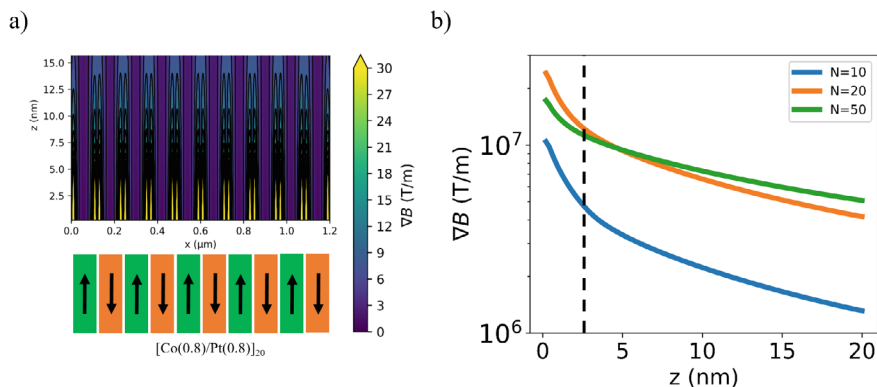 a)
b)
15.0
12.5
10.0
7.5
5.0
2.5
z (nm)
0.0 0.2 0.4 0.6 0.8 1.0 1.2
x (μm)
30
27
24
21
18
15
12
9
6
3
0
∇B (T/m)
[Co(0.8)/Pt(0.8)]₂₀
N=10
N=20
N=50
10⁷
10⁶
∇B (T/m)
0 5 10 15 20
z (nm)